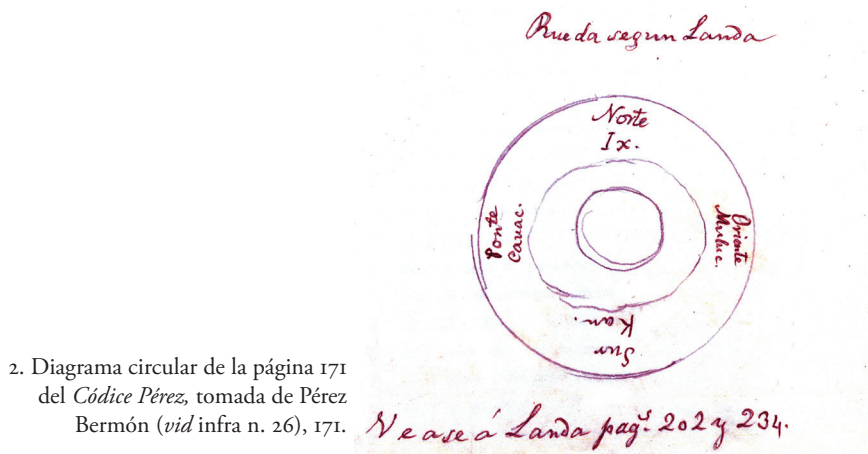 Rueda segun Landa
Norte
Ix.
Ponte
Cauac.
Oriente
Muluc.
Kan.
Sur
Vease á Landa pag.s 202 y 234.
2. Diagrama circular de la página 171
del Códice Pérez, tomada de Pérez
Bermón (vid infra n. 26), 171.